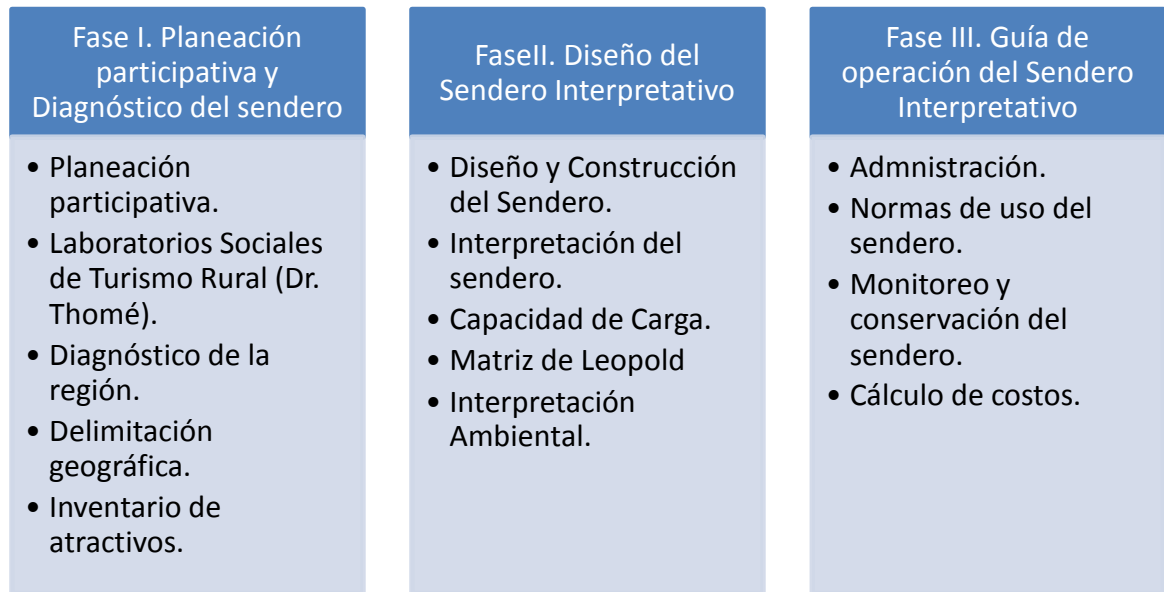 Fase I. Planeación
participativa y
Diagnóstico del sendero
• Planeación
participativa.
• Laboratorios Sociales
de Turismo Rural (Dr.
Thomé).
• Diagnóstico de la
región.
• Delimitación
geográfica.
• Inventario de
atractivos.
FaseII. Diseño del
Sendero Interpretativo
• Diseño y Construcción
del Sendero.
• Interpretación del
sendero.
• Capacidad de Carga.
• Matriz de Leopold
• Interpretación
Ambiental.
Fase III. Guía de
operación del Sendero
Interpretativo
• Admnistración.
• Normas de uso del
sendero.
• Monitoreo y
conservación del
sendero.
• Cálculo de costos.